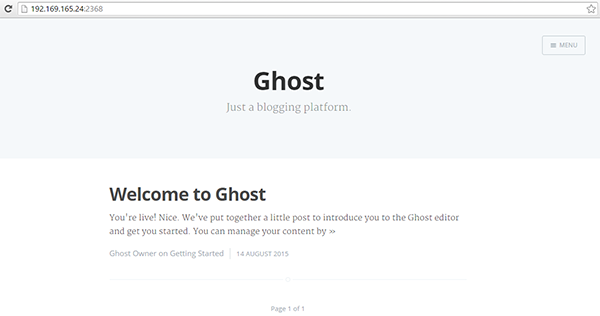 192.169.165.24:2368
MENU
Ghost
Just a blogging platform.
Welcome to Ghost
You're live! Nice. We've put together a little post to introduce you to the Ghost editor
and get you started. You can manage your content by »
Ghost Owner on Getting Started 14 AUGUST 2015
Page 1 of 1